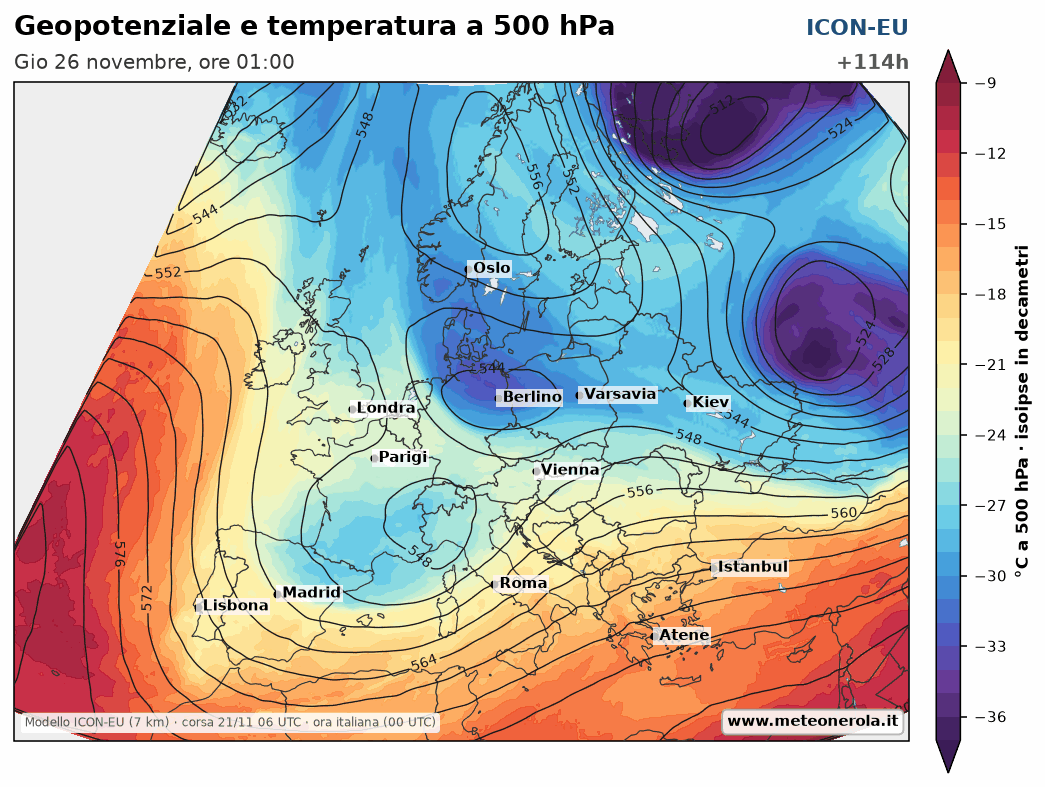 Geopotenziale e temperatura a 500 hPa
ICON-EU
Gio 26 novembre, ore 01:00
+114h
532
548
512
524
544
556
552
552
Oslo
524
528
544
Berlino
Varsavia
Kiev
Londra
544
548
Parigi
Vienna
556
560
576
548
Istanbul
572
Madrid
Roma
Lisbona
Atene
564
Modello ICON-EU (7 km) · corsa 21/11 06 UTC · ora italiana (00 UTC)
www.meteonerola.it
−9
−12
−15
−18
−21
−24
−27
−30
−33
−36
°C a 500 hPa · isoipse in decametri